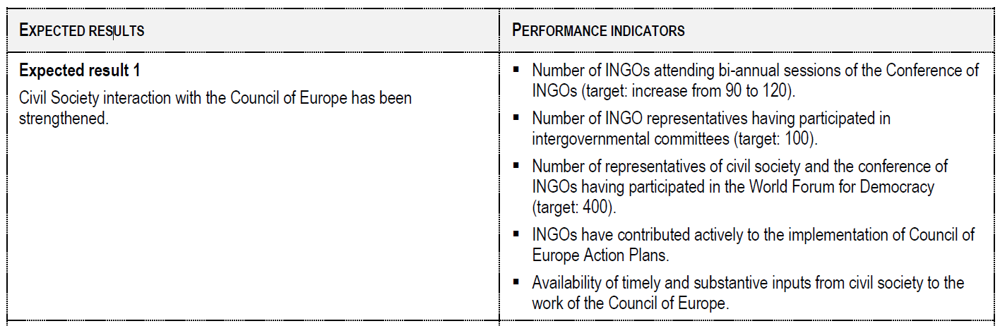 EXPECTED RESULTS
PERFORMANCE INDICATORS
Expected result 1
Civil Society interaction with the Council of Europe has been
strengthened.
▪ Number of INGOs attending bi-annual sessions of the Conference of
INGOs (target: increase from 90 to 120).
▪ Number of INGO representatives having participated in
intergovernmental committees (target: 100).
▪ Number of representatives of civil society and the conference of
INGOs having participated in the World Forum for Democracy
(target: 400).
▪ INGOs have contributed actively to the implementation of Council of
Europe Action Plans.
▪ Availability of timely and substantive inputs from civil society to the
work of the Council of Europe.